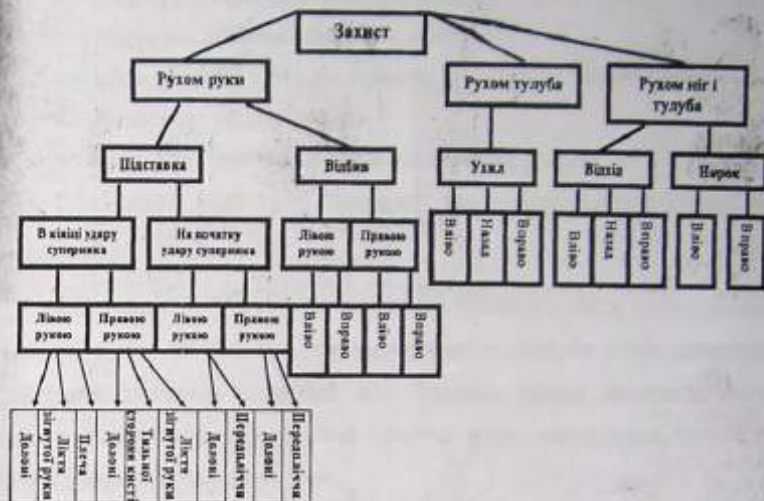 Захист
Рухом руки
Рухом тулуба
Рухом ніг і
тулуба
Підставка
Відбив
Ухил
Відхід
Нирок
В кінці удару
суперника
На початку
удару суперника
Лівою
рукою
Правою
рукою
Вліво
Назад
Вправо
Вліво
Назад
Вправо
Вліво
Вправо
Лівою
рукою
Правою
рукою
Лівою
рукою
Правою
рукою
Вліво
Вправо
Вліво
Вправо
Долоні
Ліктя
зігнутої руки
Плеча
Долоні
Тильної
сторони кисті
Ліктя
зігнутої руки
Долоні
Передпліччя
Долоні
Передпліччя